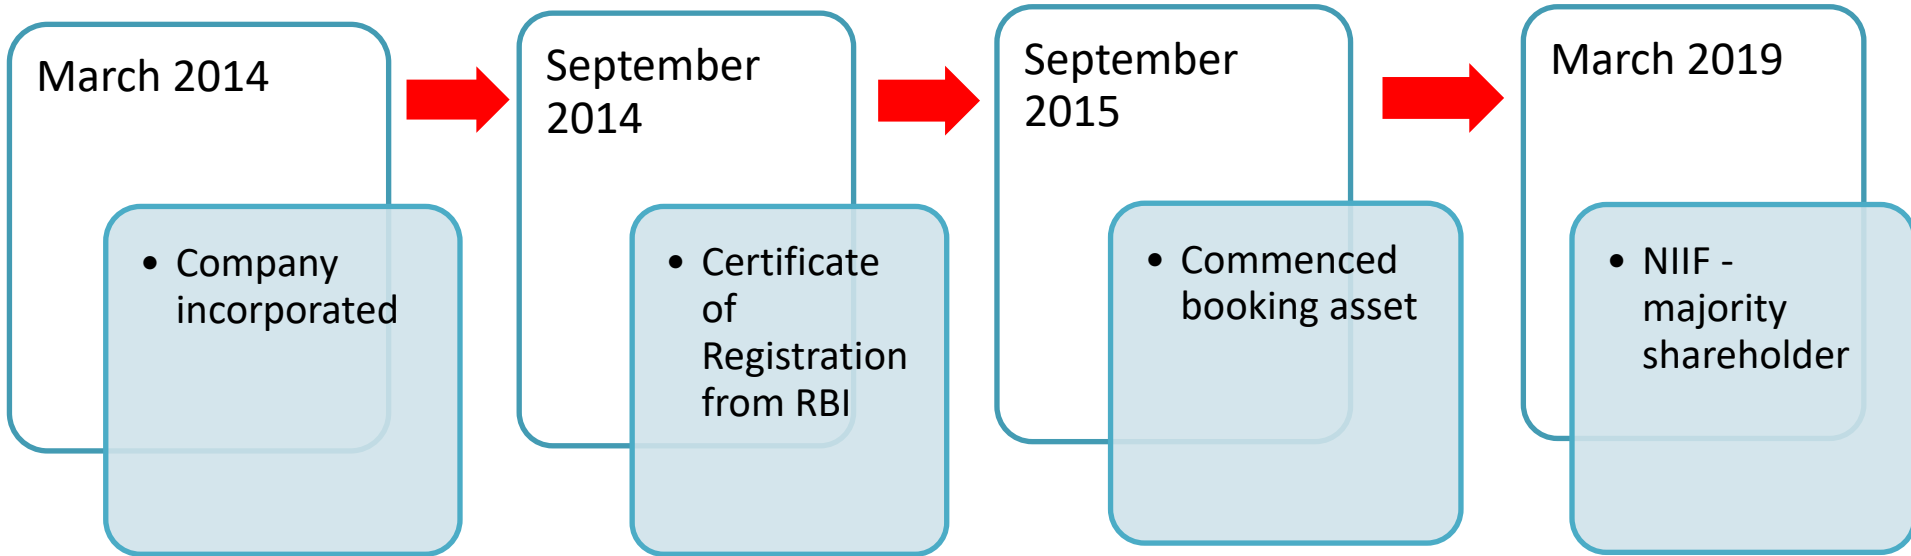 March 2014
• Company
incorporated
September
2014
• Certificate
of
Registration
from RBI
September
2015
• Commenced
booking asset
March 2019
• NIIF -
majority
shareholder